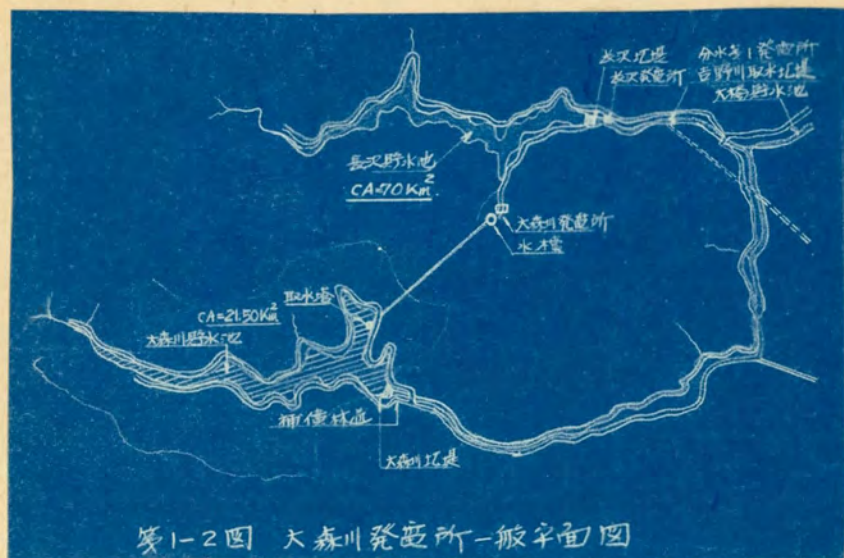 長沢堰堤
長沢発電所
分水第1発電所
吉野川取水堰堤
大橋貯水池
長沢貯水池
CA=70Km²
大森川発電所
水槽
取水塔
CA=21.50Km²
大森川貯水池
補償林道
大森川堰堤
第1-2図 大森川発電所一般平面図